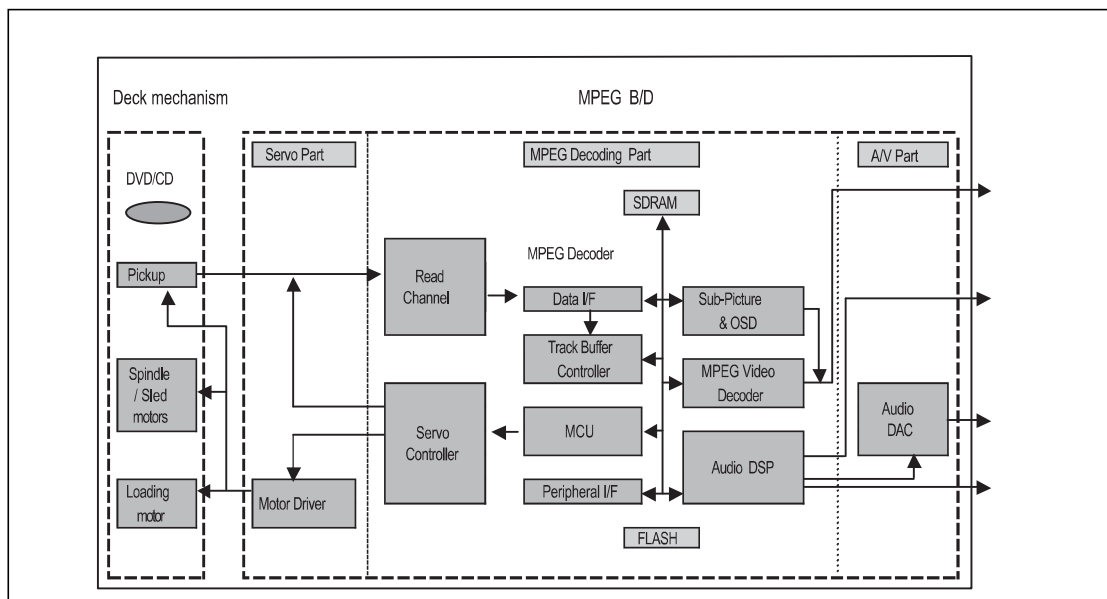 Deck mechanism
MPEG B/D
Servo Part
MPEG Decoding Part
A/V Part
DVD/CD
SDRAM
MPEG Decoder
Pickup
Read
Channel
Data I/F
Sub-Picture
& OSD
Track Buffer
Controller
Spindle
/ Sled
motors
MPEG Video
Decoder
Servo
Controller
MCU
Audio
DAC
Audio DSP
Loading
motor
Motor Driver
Peripheral I/F
FLASH